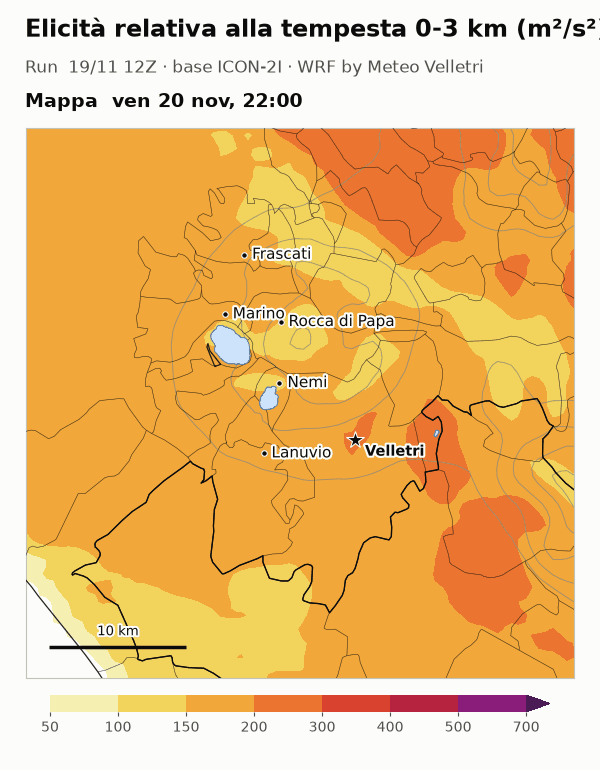 Elicità relativa alla tempesta 0-3 km (m²/s²)
Run 19/11 12Z · base ICON-2I · WRF by Meteo Velletri
Mappa ven 20 nov, 22:00
Frascati
Marino
Rocca di Papa
Nemi
Velletri
Lanuvio
10 km
50 100 150 200 300 400 500 700